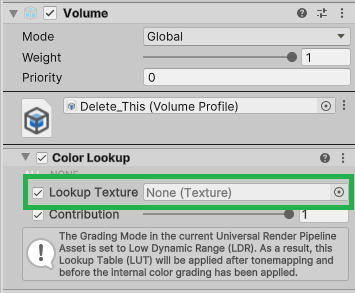 Volume
Mode Global
Weight 1
Priority 0
Delete_This (Volume Profile)
Color Lookup
ALL NONE
Lookup Texture None (Texture)
Contribution 1
The Grading Mode in the current Universal Render Pipeline
Asset is set to Low Dynamic Range (LDR). As a result, this
Lookup Table (LUT) will be applied after tonemapping and
before the internal color grading has been applied.